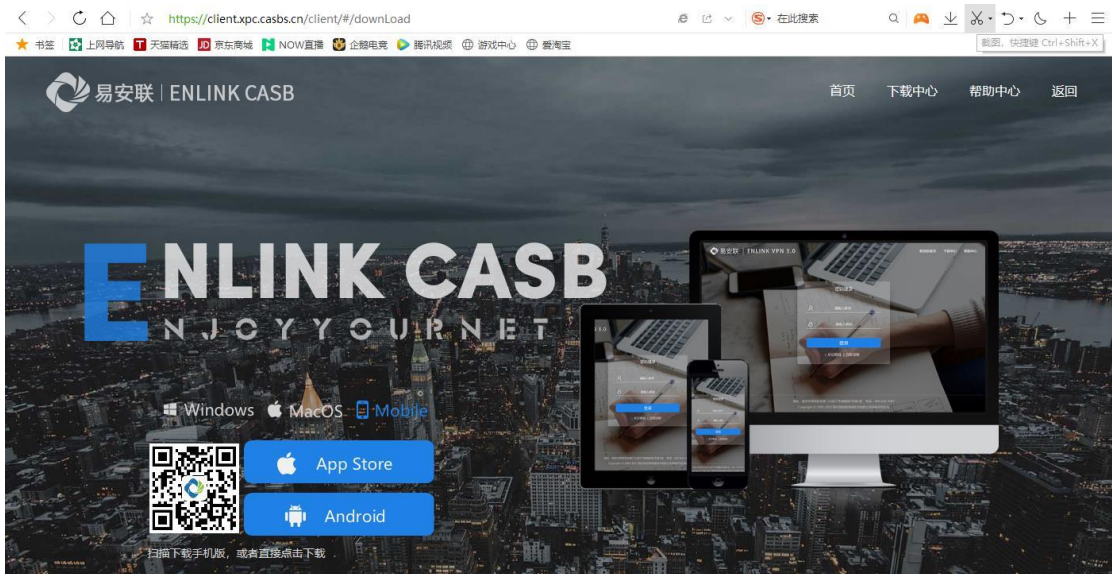 https://client.xpc.casbs.cn/client/#/downLoad
在此搜索
书签 上网导航 天猫精选 京东商城 NOW直播 企鹅电竞 腾讯视频 游戏中心 爱淘宝
截图，快捷键 Ctrl+Shift+X
易安联 | ENLINK CASB
首页 下载中心 帮助中心 返回
ENLINK CASB
NJOYYOURNET
易安联 | ENLINK VPN 3.0
Windows MacOS Mobile
App Store
Android
扫描下载手机版，或者直接点击下载